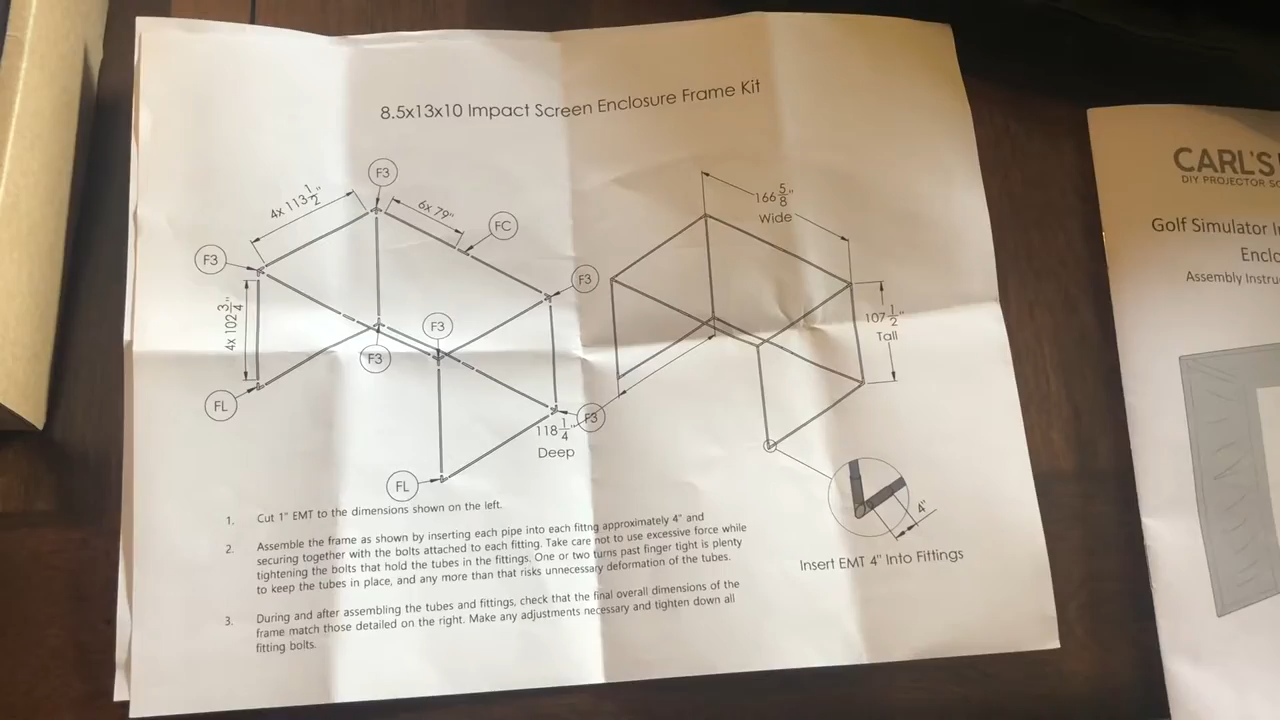 8.5x13x10 Impact Screen Enclosure Frame Kit
F3
4x 113 1/2"
6x 79"
FC
F3
F3
4x 102 3/4"
F3
F3
FL
F3
118 1/4"
Deep
FL
166 5/8"
Wide
107 1/2"
Tall
4"
Insert EMT 4" Into Fittings
1. Cut 1" EMT to the dimensions shown on the left.
2. Assemble the frame as shown by inserting each pipe into each fittng approximately 4" and
securing together with the bolts attached to each fitting. Take care not to use excessive force while
tightening the bolts that hold the tubes in the fittings. One or two turns past finger tight is plenty
to keep the tubes in place, and any more than that risks unnecessary deformation of the tubes.
3. During and after assembling the tubes and fittings, check that the final overall dimensions of the
frame match those detailed on the right. Make any adjustments necessary and tighten down all
fitting bolts.
CARL'S
DIY PROJECTOR SC
Golf Simulator I
Enclo
Assembly Instru